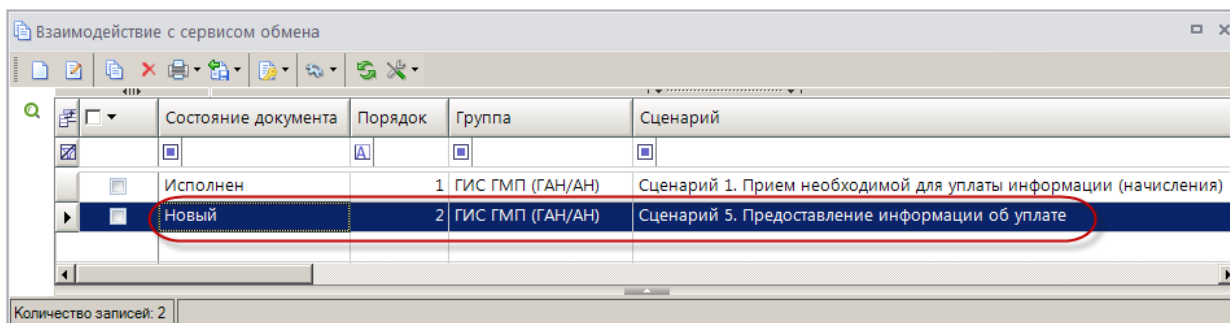 Взаимодействие с сервисом обмена
Состояние документа Порядок Группа Сценарий
Исполнен 1 ГИС ГМП (ГАН/АН) Сценарий 1. Прием необходимой для уплаты информации (начисления)
Новый 2 ГИС ГМП (ГАН/АН) Сценарий 5. Предоставление информации об уплате
Количество записей: 2